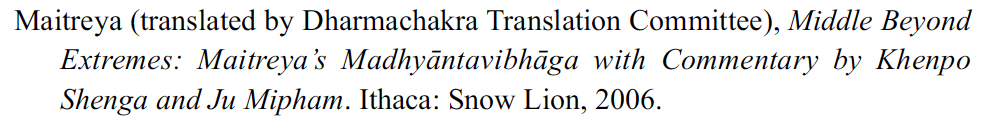 Maitreya (translated by Dharmachakra Translation Committee), Middle Beyond
Extremes: Maitreya’s Madhyāntavibhāga with Commentary by Khenpo
Shenga and Ju Mipham. Ithaca: Snow Lion, 2006.